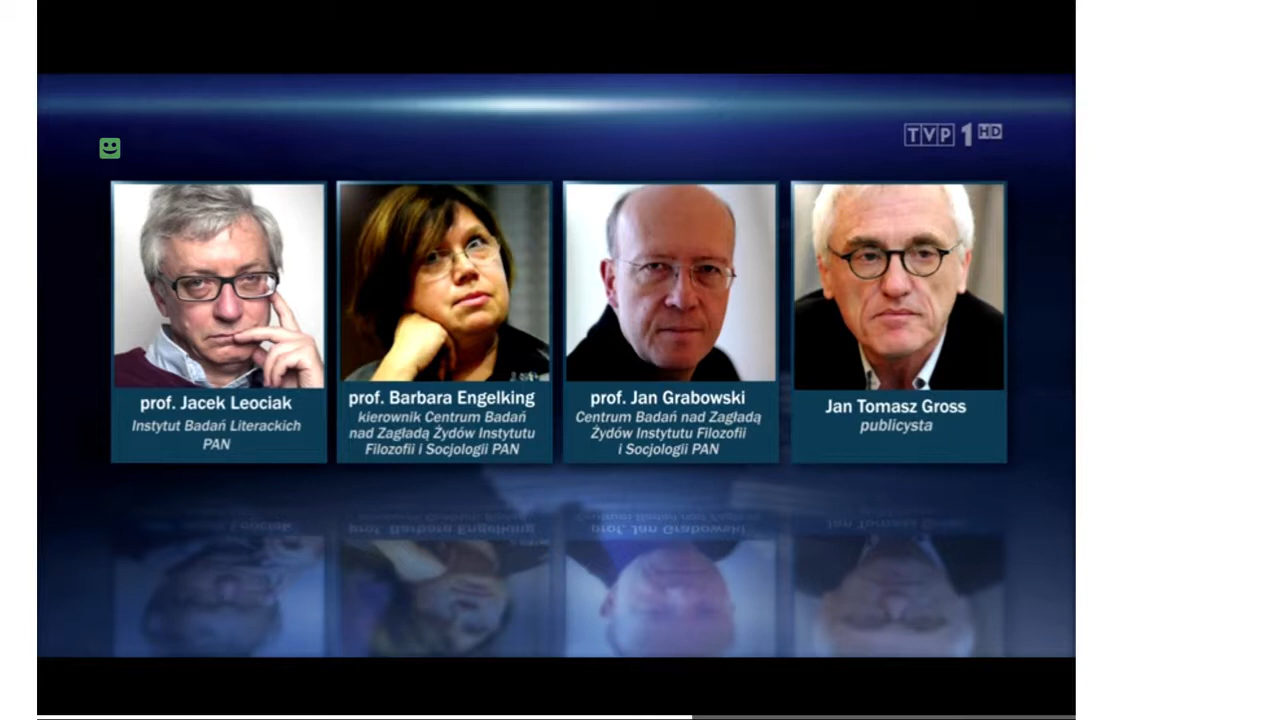 TVP 1 HD
prof. Jacek Leociak
Instytut Badań Literackich
PAN
prof. Barbara Engelking
kierownik Centrum Badań
nad Zagładą Żydów Instytutu
Filozofii i Socjologii PAN
prof. Jan Grabowski
Centrum Badań nad Zagładą
Żydów Instytutu Filozofii
i Socjologii PAN
Jan Tomasz Gross
publicysta